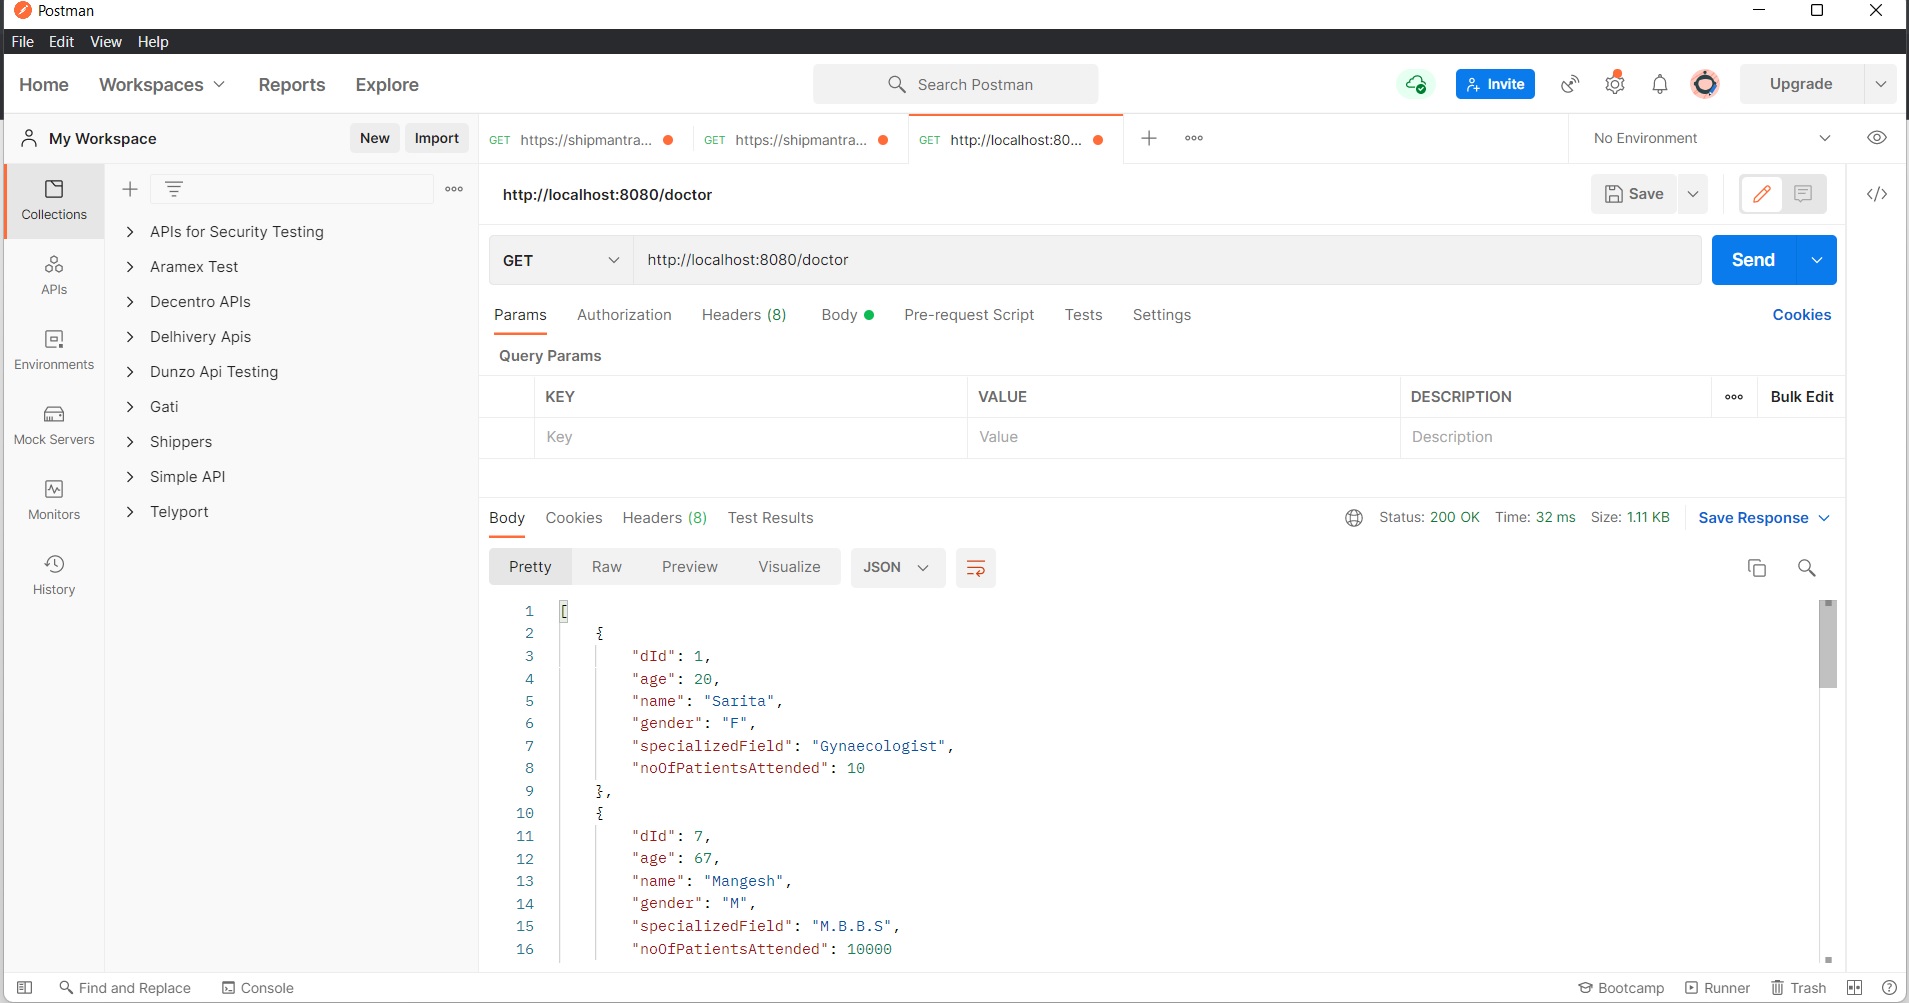 Postman
File Edit View Help
Home Workspaces Reports Explore Search Postman Invite Upgrade
My Workspace New Import GET https://shipmantra... GET https://shipmantra... GET http://localhost:80... No Environment
http://localhost:8080/doctor Save
Collections
APIs
Environments
Mock Servers
Monitors
History
APIs for Security Testing
Aramex Test
Decentro APIs
Delhivery Apis
Dunzo Api Testing
Gati
Shippers
Simple API
Telyport
GET http://localhost:8080/doctor Send
Params Authorization Headers (8) Body Pre-request Script Tests Settings Cookies
Query Params
KEY VALUE DESCRIPTION Bulk Edit
Key Value Description
Body Cookies Headers (8) Test Results Status: 200 OK Time: 32 ms Size: 1.11 KB Save Response
Pretty Raw Preview Visualize JSON
1 [
2 {
3 "dId": 1,
4 "age": 20,
5 "name": "Sarita",
6 "gender": "F",
7 "specializedField": "Gynaecologist",
8 "noOfPatientsAttended": 10
9 },
10 {
11 "dId": 7,
12 "age": 67,
13 "name": "Mangesh",
14 "gender": "M",
15 "specializedField": "M.B.B.S",
16 "noOfPatientsAttended": 10000
Find and Replace Console Bootcamp Runner Trash